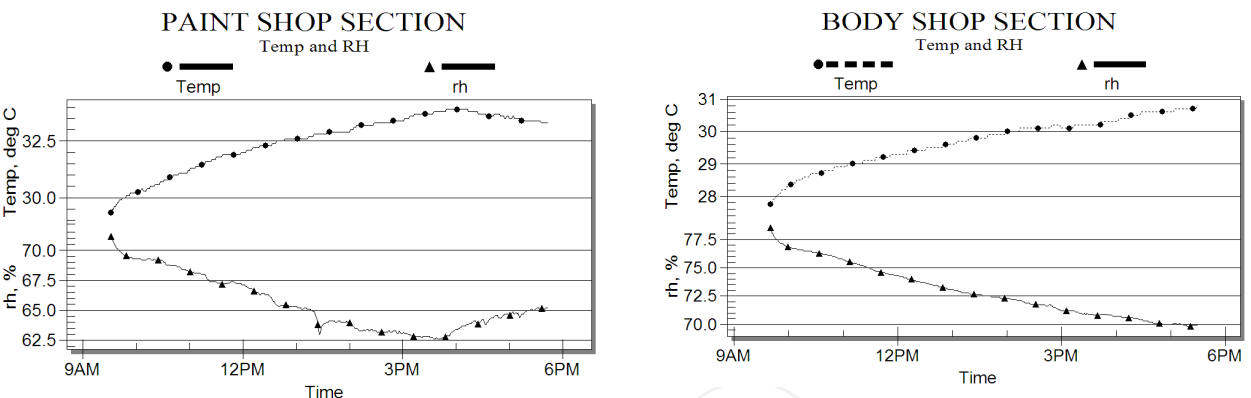 PAINT SHOP SECTION
Temp and RH
Temp
rh
Temp, deg C
32.5
30.0
rh, %
70.0
67.5
65.0
62.5
9AM 12PM 3PM 6PM
Time
BODY SHOP SECTION
Temp and RH
Temp
rh
Temp, deg C
31
30
29
28
rh, %
77.5
75.0
72.5
70.0
9AM 12PM 3PM 6PM
Time